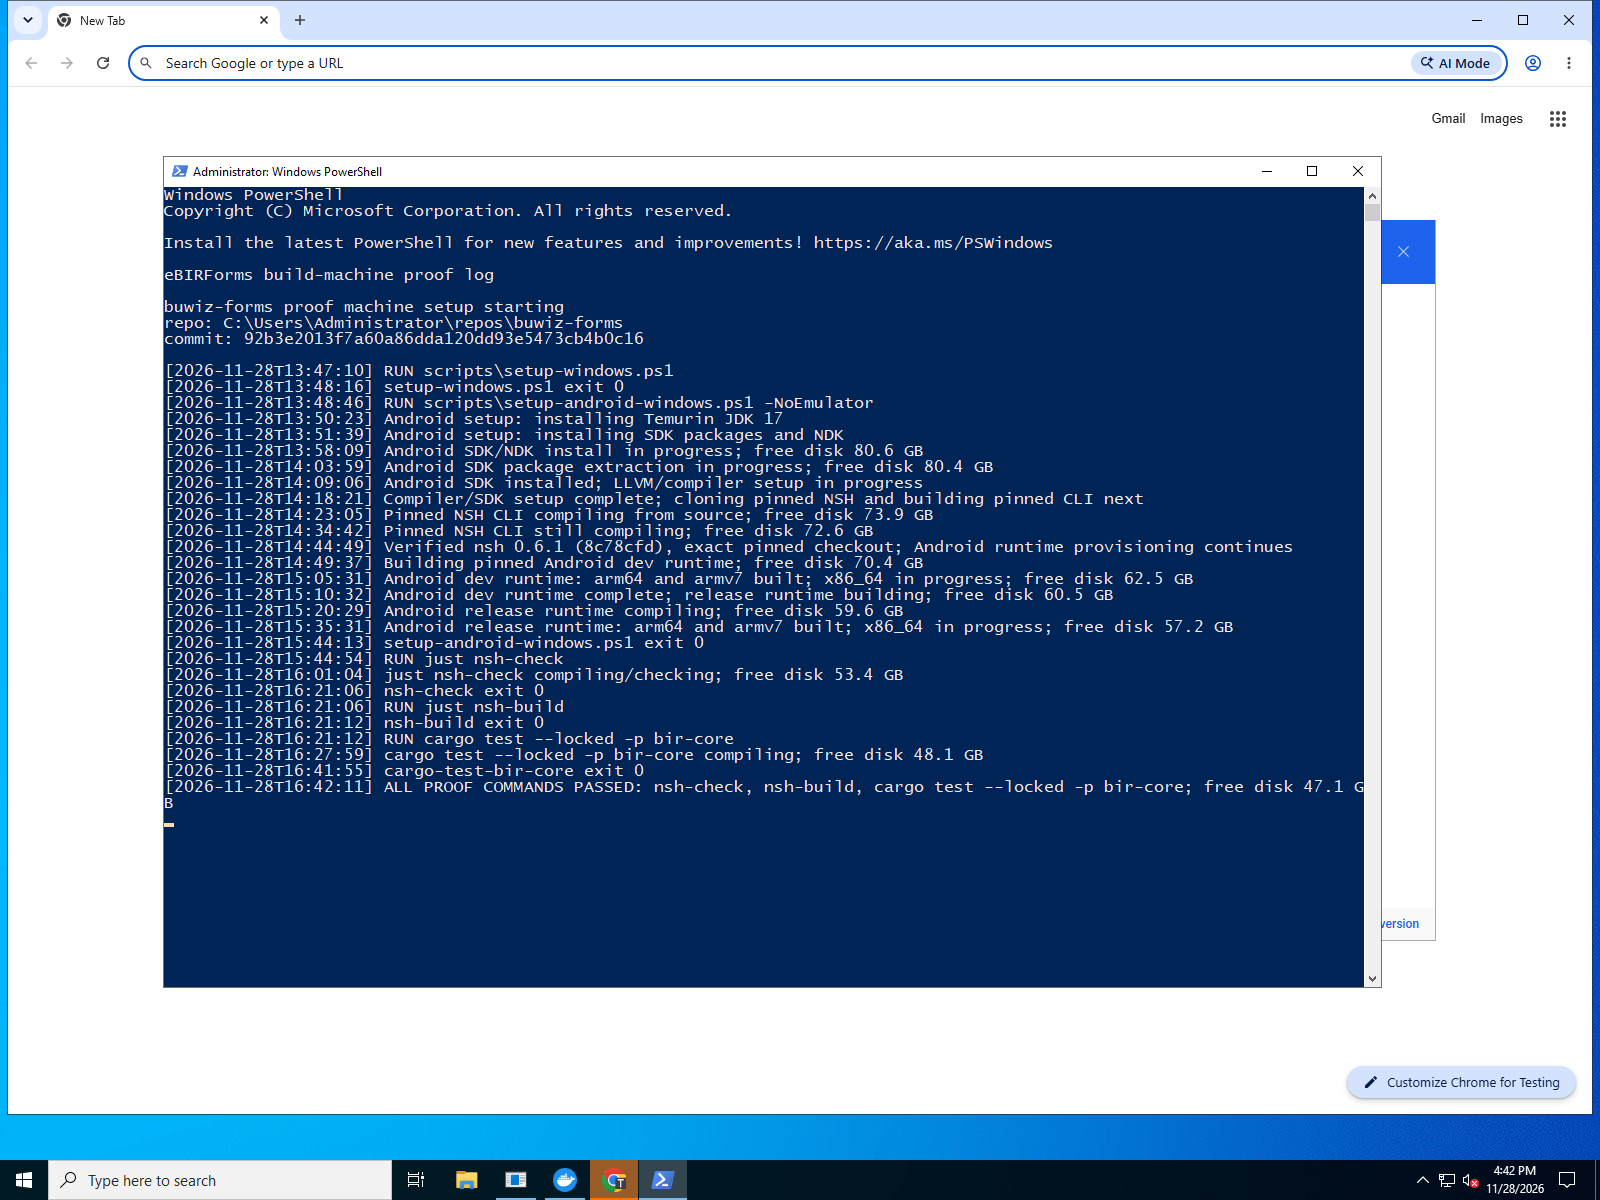 New Tab
Search Google or type a URL
AI Mode
Gmail
Images
Administrator: Windows PowerShell
Windows PowerShell
Copyright (C) Microsoft Corporation. All rights reserved.
Install the latest PowerShell for new features and improvements! https://aka.ms/PSWindows
eBIRForms build-machine proof log
buwiz-forms proof machine setup starting
repo: C:\Users\Administrator\repos\buwiz-forms
commit: 92b3e2013f7a60a86dda120dd93e5473cb4b0c16
[2026-11-28T13:47:10] RUN scripts\setup-windows.ps1
[2026-11-28T13:48:16] setup-windows.ps1 exit 0
[2026-11-28T13:48:46] RUN scripts\setup-android-windows.ps1 -NoEmulator
[2026-11-28T13:50:23] Android setup: installing Temurin JDK 17
[2026-11-28T13:51:39] Android setup: installing SDK packages and NDK
[2026-11-28T13:58:09] Android SDK/NDK install in progress; free disk 80.6 GB
[2026-11-28T14:03:59] Android SDK package extraction in progress; free disk 80.4 GB
[2026-11-28T14:09:06] Android SDK installed; LLVM/compiler setup in progress
[2026-11-28T14:18:21] Compiler/SDK setup complete; cloning pinned NSH and building pinned CLI next
[2026-11-28T14:23:05] Pinned NSH CLI compiling from source; free disk 73.9 GB
[2026-11-28T14:34:42] Pinned NSH CLI still compiling; free disk 72.6 GB
[2026-11-28T14:44:49] Verified nsh 0.6.1 (8c78cfd), exact pinned checkout; Android runtime provisioning continues
[2026-11-28T14:49:37] Building pinned Android dev runtime; free disk 70.4 GB
[2026-11-28T15:05:31] Android dev runtime: arm64 and armv7 built; x86_64 in progress; free disk 62.5 GB
[2026-11-28T15:10:32] Android dev runtime complete; release runtime building; free disk 60.5 GB
[2026-11-28T15:20:29] Android release runtime compiling; free disk 59.6 GB
[2026-11-28T15:35:31] Android release runtime: arm64 and armv7 built; x86_64 in progress; free disk 57.2 GB
[2026-11-28T15:44:13] setup-android-windows.ps1 exit 0
[2026-11-28T15:44:54] RUN just nsh-check
[2026-11-28T16:01:04] just nsh-check compiling/checking; free disk 53.4 GB
[2026-11-28T16:21:06] nsh-check exit 0
[2026-11-28T16:21:06] RUN just nsh-build
[2026-11-28T16:21:12] nsh-build exit 0
[2026-11-28T16:21:12] RUN cargo test --locked -p bir-core
[2026-11-28T16:27:59] cargo test --locked -p bir-core compiling; free disk 48.1 GB
[2026-11-28T16:41:55] cargo-test-bir-core exit 0
[2026-11-28T16:42:11] ALL PROOF COMMANDS PASSED: nsh-check, nsh-build, cargo test --locked -p bir-core; free disk 47.1 G
B
version
Customize Chrome for Testing
Type here to search
4:42 PM
11/28/2026